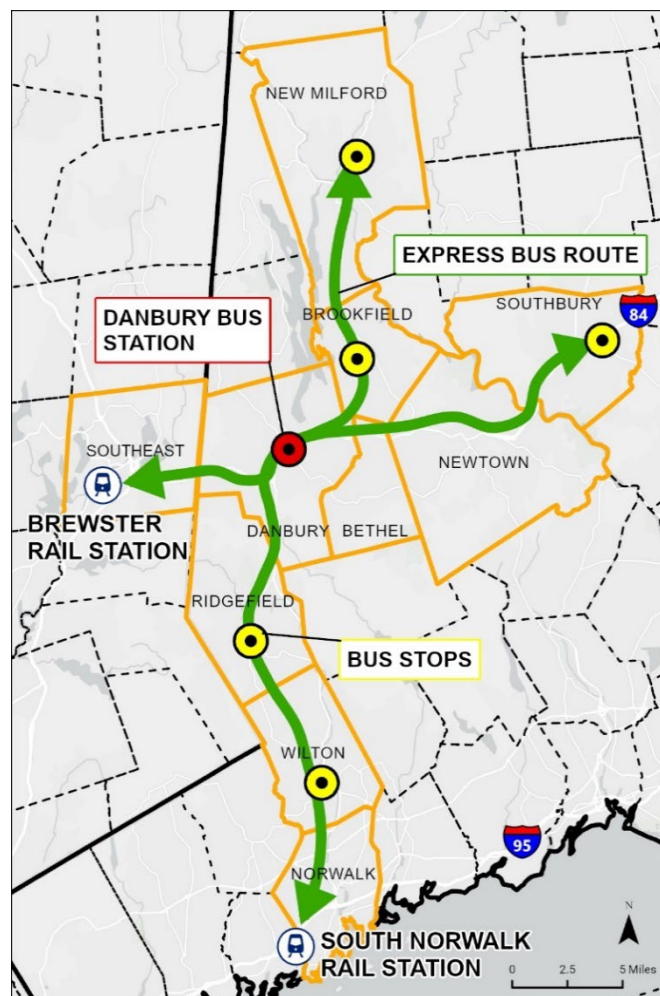 NEW MILFORD
EXPRESS BUS ROUTE
SOUTHBURY
84
DANBURY BUS
STATION
BROOKFIELD
SOUTHEAST
NEWTOWN
BREWSTER
RAIL STATION
DANBURY
BETHEL
RIDGEFIELD
BUS STOPS
WILTON
95
NORWALK
N
SOUTH NORWALK
RAIL STATION
0 2.5 5 Miles